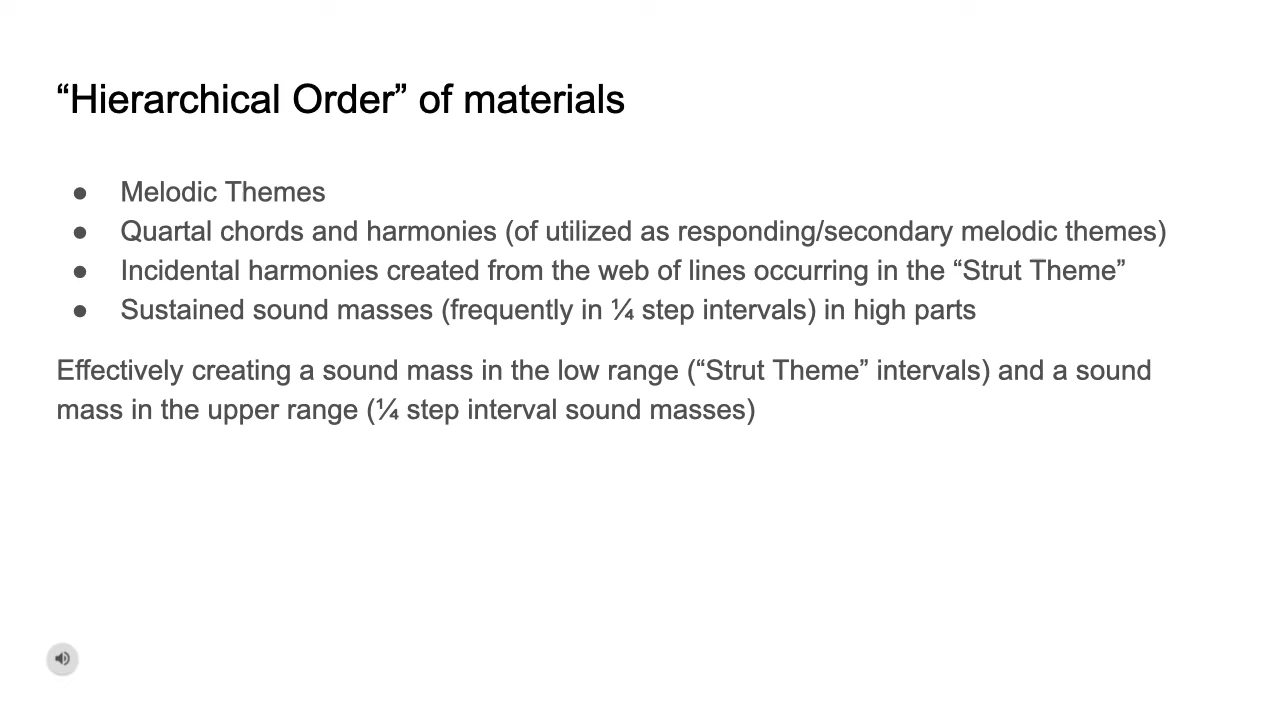 “Hierarchical Order” of materials
● Melodic Themes
● Quartal chords and harmonies (of utilized as responding/secondary melodic themes)
● Incidental harmonies created from the web of lines occurring in the “Strut Theme”
● Sustained sound masses (frequently in ¼ step intervals) in high parts
Effectively creating a sound mass in the low range (“Strut Theme” intervals) and a sound
mass in the upper range (¼ step interval sound masses)